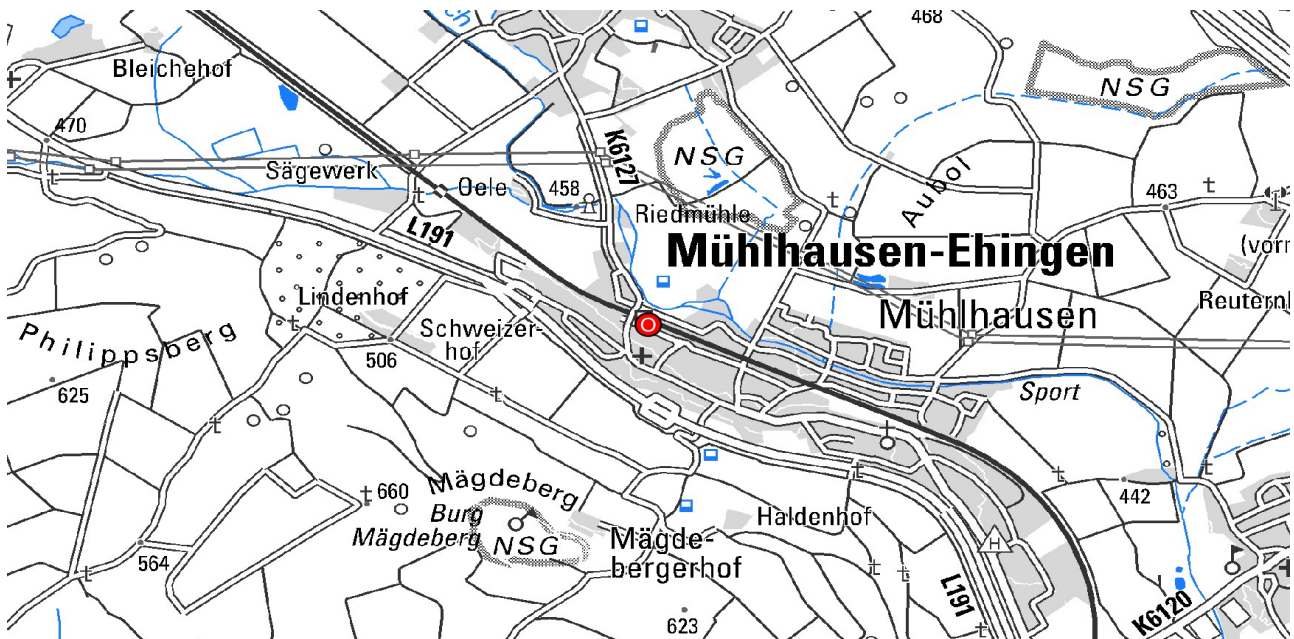 468
Bleichehof
NSG
470
K6127
NSG
Sägewerk
Oele
458
Aubol
463
Riedmühle
L191
Mühlhausen-Ehingen
(vorm
Lindenhof
Reuternh
Mühlhausen
Philippsberg
Schweizer-
hof
506
625
Sport
Mägdeberg
660
Burg
Mägdeberg
NSG
442
Haldenhof
Mägde-
bergerhof
H
564
L191
K6120
623